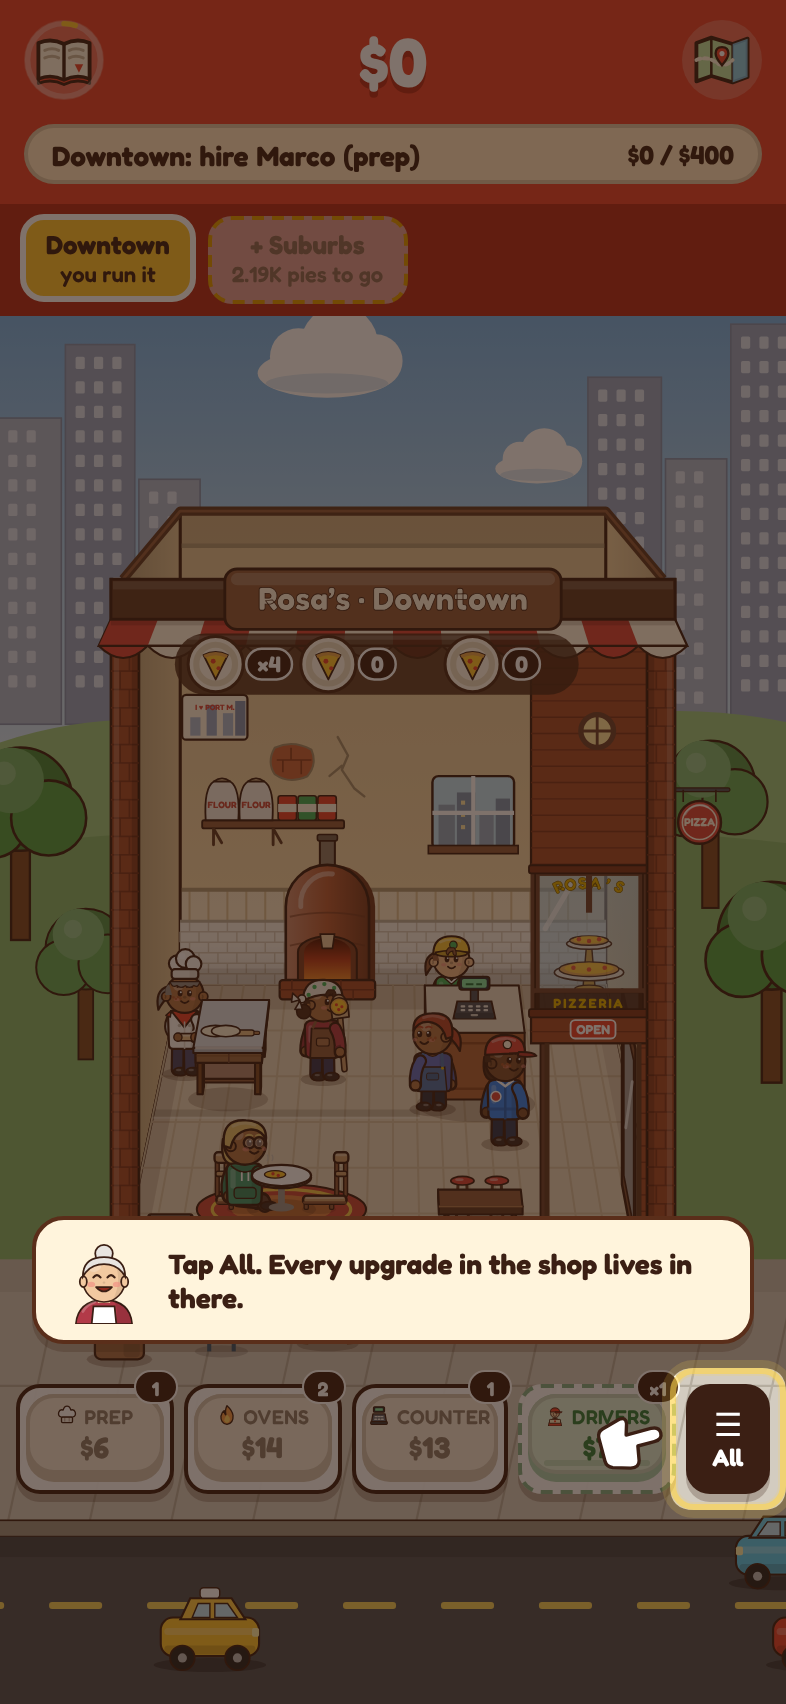 $0
Downtown: hire Marco (prep)
$0 / $400
Downtown
you run it
+ Suburbs
2.19K pies to go
Rosa's · Downtown
×4
0
0
FLOUR
FLOUR
PIZZA
ROSA'S
PIZZERIA
OPEN
Tap All. Every upgrade in the shop lives in
there.
1
PREP
$6
2
OVENS
$14
1
COUNTER
$13
×1
DRIVERS
All